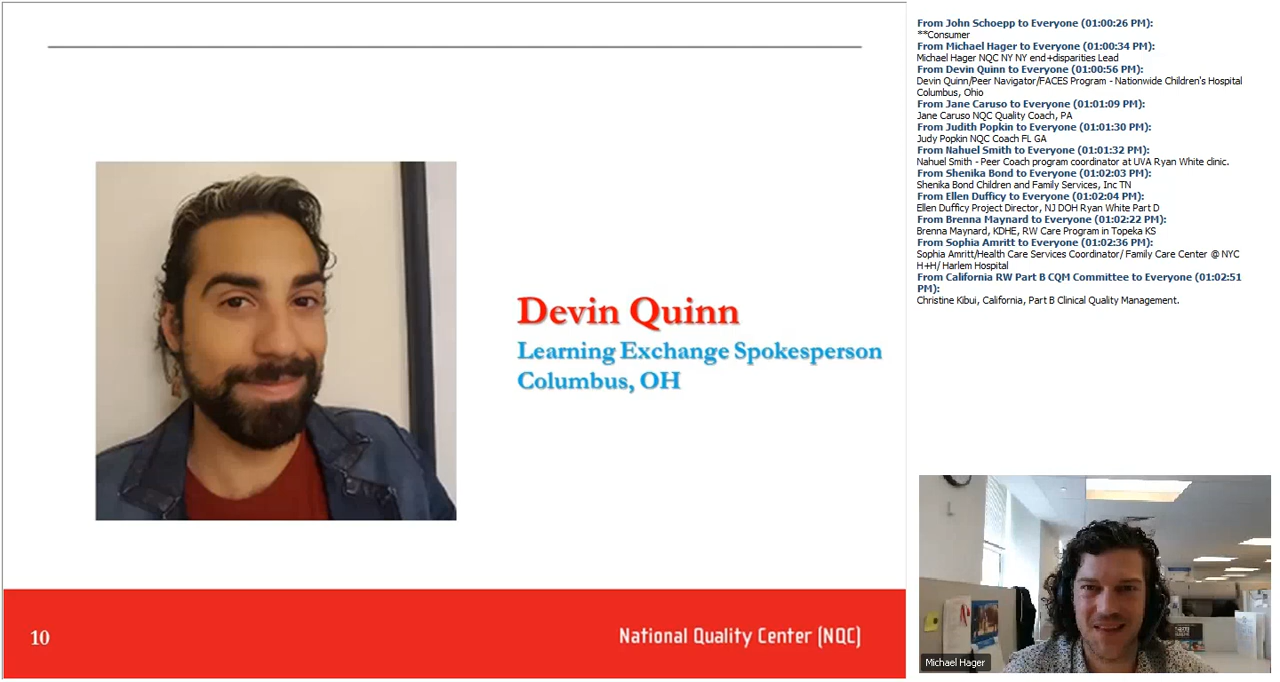 Devin Quinn
Learning Exchange Spokesperson
Columbus, OH
10
National Quality Center (NQC)
From John Schoepp to Everyone (01:00:26 PM):
**Consumer
From Michael Hager to Everyone (01:00:34 PM):
Michael Hager NQC NY NY end+disparities Lead
From Devin Quinn to Everyone (01:00:56 PM):
Devin Quinn/Peer Navigator/FACES Program - Nationwide Children's Hospital
Columbus, Ohio
From Jane Caruso to Everyone (01:01:09 PM):
Jane Caruso NQC Quality Coach, PA
From Judith Popkin to Everyone (01:01:30 PM):
Judy Popkin NQC Coach FL GA
From Nahuel Smith to Everyone (01:01:32 PM):
Nahuel Smith - Peer Coach program coordinator at UVA Ryan White clinic.
From Shenika Bond to Everyone (01:02:03 PM):
Shenika Bond Children and Family Services, Inc TN
From Ellen Dufficy to Everyone (01:02:04 PM):
Ellen Dufficy Project Director, NJ DOH Ryan White Part D
From Brenna Maynard to Everyone (01:02:22 PM):
Brenna Maynard, KDHE, RW Care Program in Topeka KS
From Sophia Amritt to Everyone (01:02:36 PM):
Sophia Amritt/Health Care Services Coordinator/ Family Care Center @ NYC
H+H/ Harlem Hospital
From California RW Part B CQM Committee to Everyone (01:02:51
PM):
Christine Kibui, California, Part B Clinical Quality Management.
Michael Hager